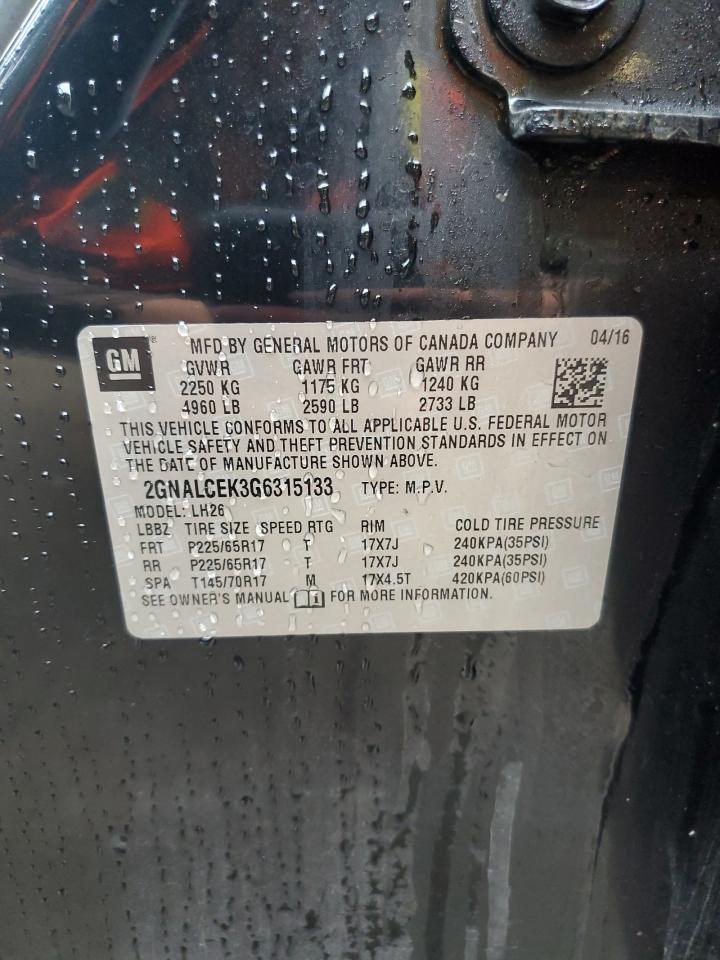 GM ® MFD BY GENERAL MOTORS OF CANADA COMPANY 04/16
GVWR GAWR FRT GAWR RR
2250 KG 1175 KG 1240 KG
4960 LB 2590 LB 2733 LB
THIS VEHICLE CONFORMS TO ALL APPLICABLE U.S. FEDERAL MOTOR
VEHICLE SAFETY AND THEFT PREVENTION STANDARDS IN EFFECT ON
THE DATE OF MANUFACTURE SHOWN ABOVE.
2GNALCEK3G6315133 TYPE: M.P.V.
MODEL: LH26
LBBZ TIRE SIZE SPEED RTG RIM COLD TIRE PRESSURE
FRT P225/65R17 T 17X7J 240KPA(35PSI)
RR P225/65R17 T 17X7J 240KPA(35PSI)
SPA T145/70R17 M 17X4.5T 420KPA(60PSI)
SEE OWNER'S MANUAL FOR MORE INFORMATION.